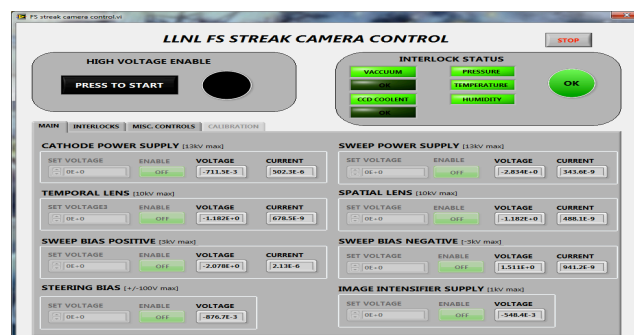 FS streak camera control.vi
LLNL FS STREAK CAMERA CONTROL
STOP
HIGH VOLTAGE ENABLE
PRESS TO START
INTERLOCK STATUS
VACCUUM PRESSURE
OK TEMPERATURE OK
CCD COOLENT HUMIDITY
OK
MAIN INTERLOCKS MISC. CONTROLS CALIBRATION
CATHODE POWER SUPPLY [13kV max] SWEEP POWER SUPPLY [13kV max]
SET VOLTAGE ENABLE VOLTAGE CURRENT SET VOLTAGE ENABLE VOLTAGE CURRENT
0E+0 OFF -711.5E-3 502.3E-6 0E+0 OFF -2.834E+0 343.6E-9
TEMPORAL LENS [10kV max] SPATIAL LENS [10kV max]
SET VOLTAGE3 ENABLE VOLTAGE CURRENT SET VOLTAGE ENABLE VOLTAGE CURRENT
0E+0 OFF -1.182E+0 678.5E-9 0E+0 OFF -1.182E+0 488.1E-9
SWEEP BIAS POSITIVE [3kV max] SWEEP BIAS NEGATIVE [-3kV max]
SET VOLTAGE ENABLE VOLTAGE CURRENT SET VOLTAGE ENABLE VOLTAGE CURRENT
0E+0 OFF -2.078E+0 2.13E-6 0E+0 OFF 1.511E+0 941.2E-9
STEERING BIAS [+/-100V max] IMAGE INTENSIFIER SUPPLY [1kV max]
SET VOLTAGE ENABLE VOLTAGE SET VOLTAGE ENABLE VOLTAGE
0E+0 OFF -876.7E-3 0E+0 OFF -548.4E-3